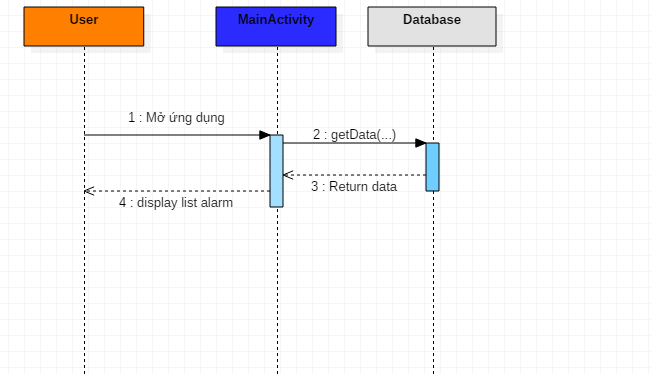 User
MainActivity
Database
1 : Mở ứng dụng
2 : getData(...)
3 : Return data
4 : display list alarm